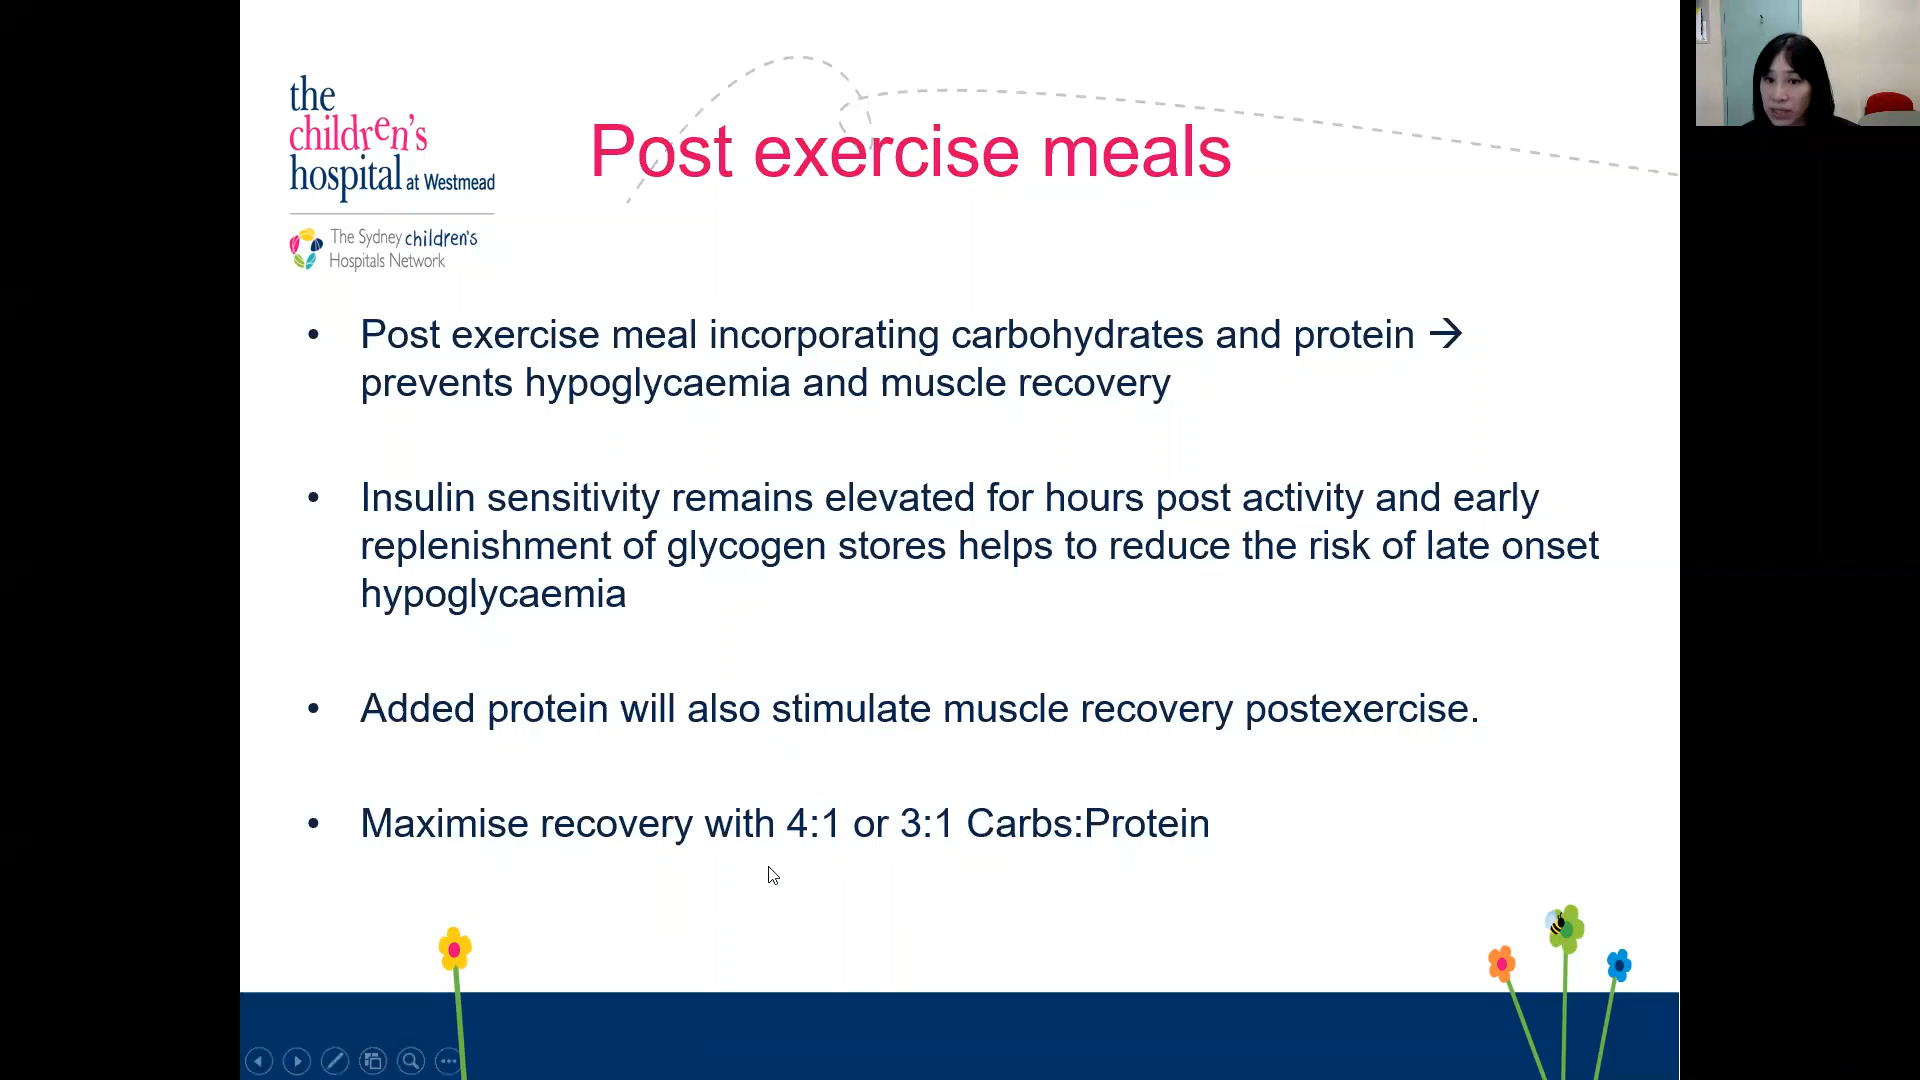 the
children's
hospital at Westmead
The Sydney children's
Hospitals Network
Post exercise meals
• Post exercise meal incorporating carbohydrates and protein →
prevents hypoglycaemia and muscle recovery
• Insulin sensitivity remains elevated for hours post activity and early
replenishment of glycogen stores helps to reduce the risk of late onset
hypoglycaemia
• Added protein will also stimulate muscle recovery postexercise.
• Maximise recovery with 4:1 or 3:1 Carbs:Protein